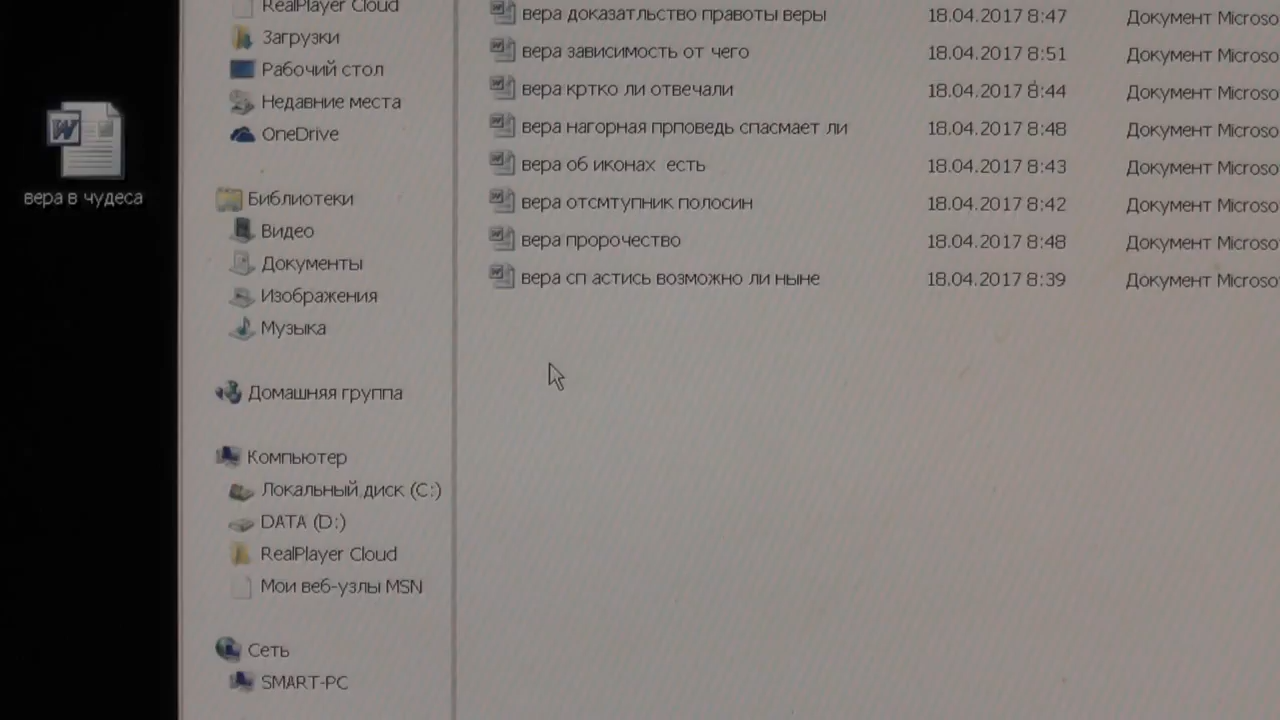 RealPlayer Cloud
Загрузки
Рабочий стол
Недавние места
OneDrive
Библиотеки
Видео
Документы
Изображения
Музыка
Домашняя группа
Компьютер
Локальный диск (C:)
DATA (D:)
RealPlayer Cloud
Мои веб-узлы MSN
Сеть
SMART-PC
вера в чудеса
вера доказатльство правоты веры 18.04.2017 8:47 Документ Microso
вера зависимость от чего 18.04.2017 8:51 Документ Microso
вера кртко ли отвечали 18.04.2017 8:44 Документ Microso
вера нагорная прповедь спасмает ли 18.04.2017 8:48 Документ Microso
вера об иконах есть 18.04.2017 8:43 Документ Microso
вера отсмтупник полосин 18.04.2017 8:42 Документ Microso
вера пророчество 18.04.2017 8:48 Документ Microso
вера сп астись возможно ли ныне 18.04.2017 8:39 Документ Microso